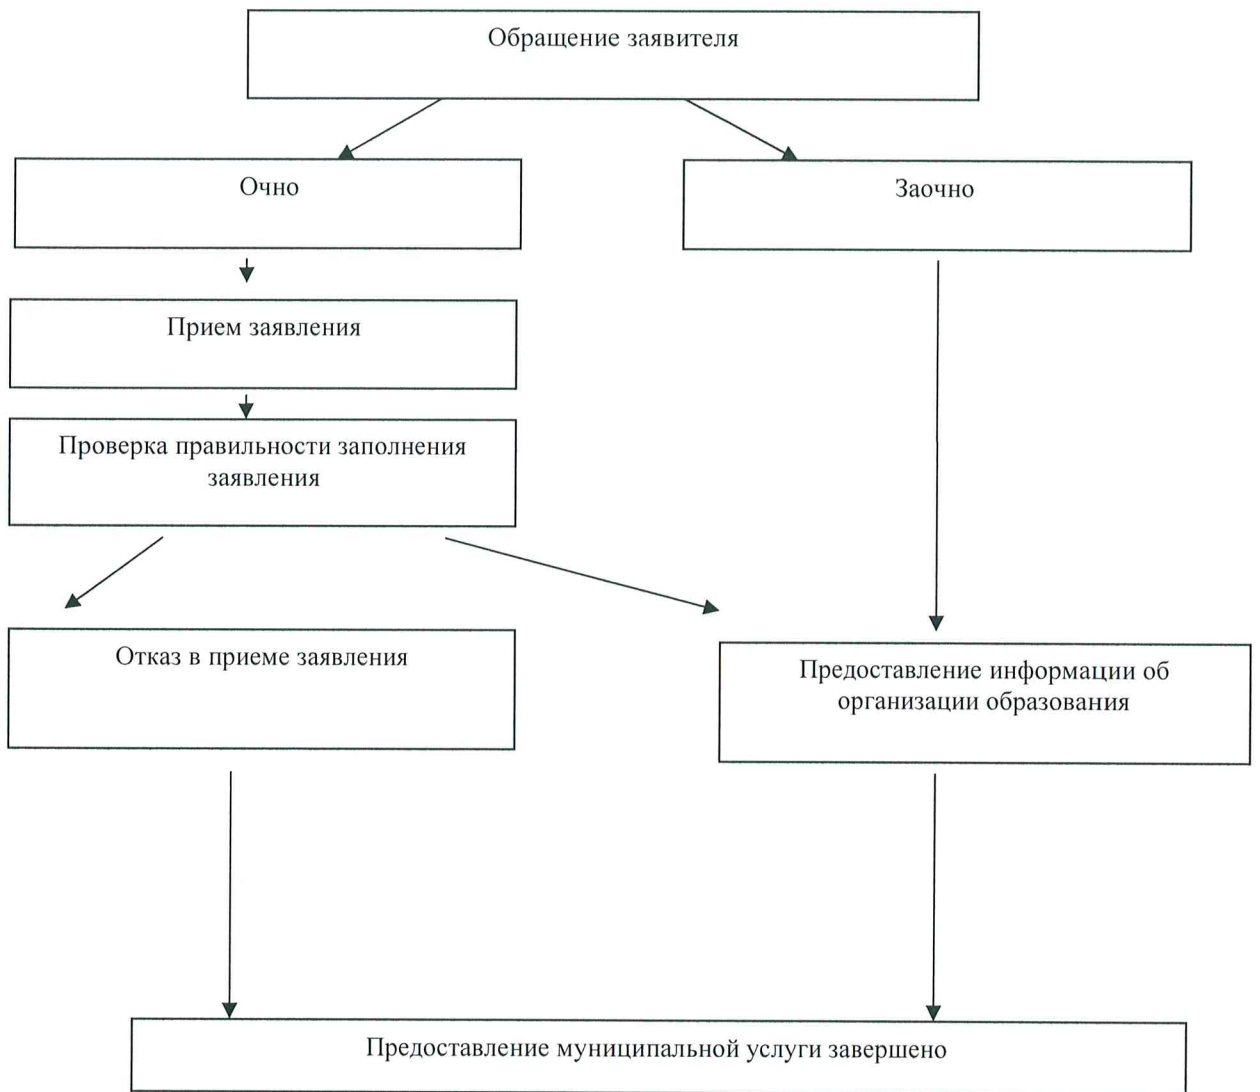 Обращение заявителя
Очно
Заочно
Прием заявления
Проверка правильности заполнения
заявления
Отказ в приеме заявления
Предоставление информации об
организации образования
Предоставление муниципальной услуги завершено